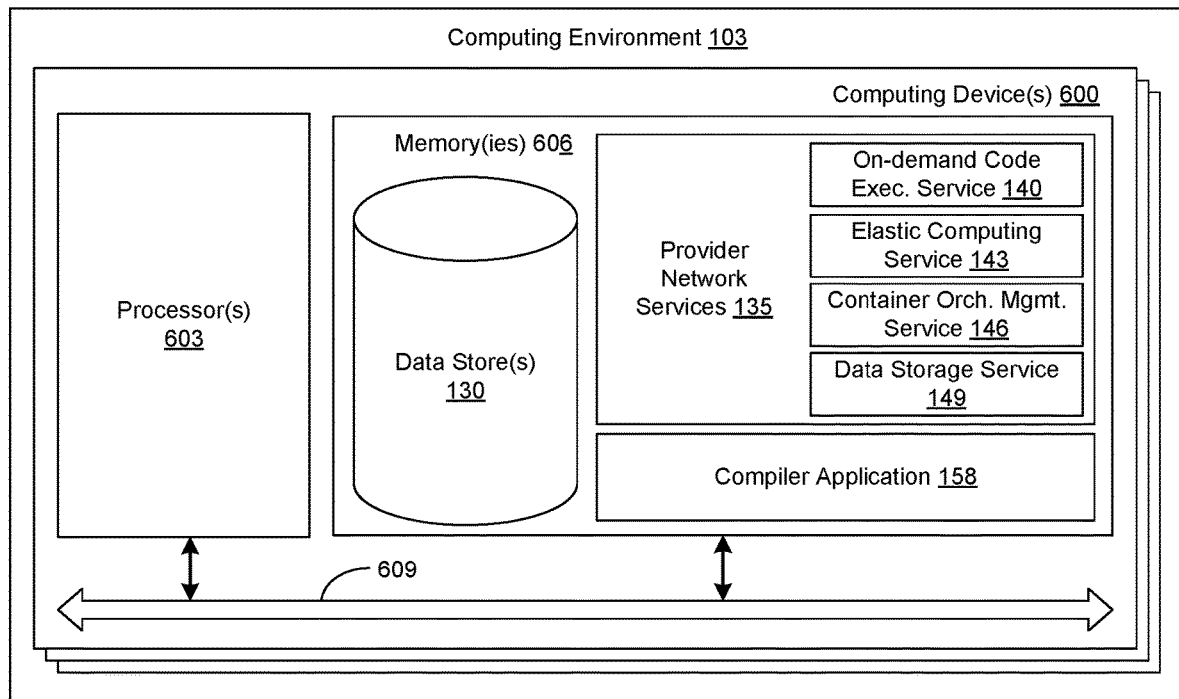 Computing Environment 103
Computing Device(s) 600
Processor(s)
603
Memory(ies) 606
Data Store(s)
130
Provider
Network
Services 135
On-demand Code
Exec. Service 140
Elastic Computing
Service 143
Container Orch. Mgmt.
Service 146
Data Storage Service
149
Compiler Application 158
609